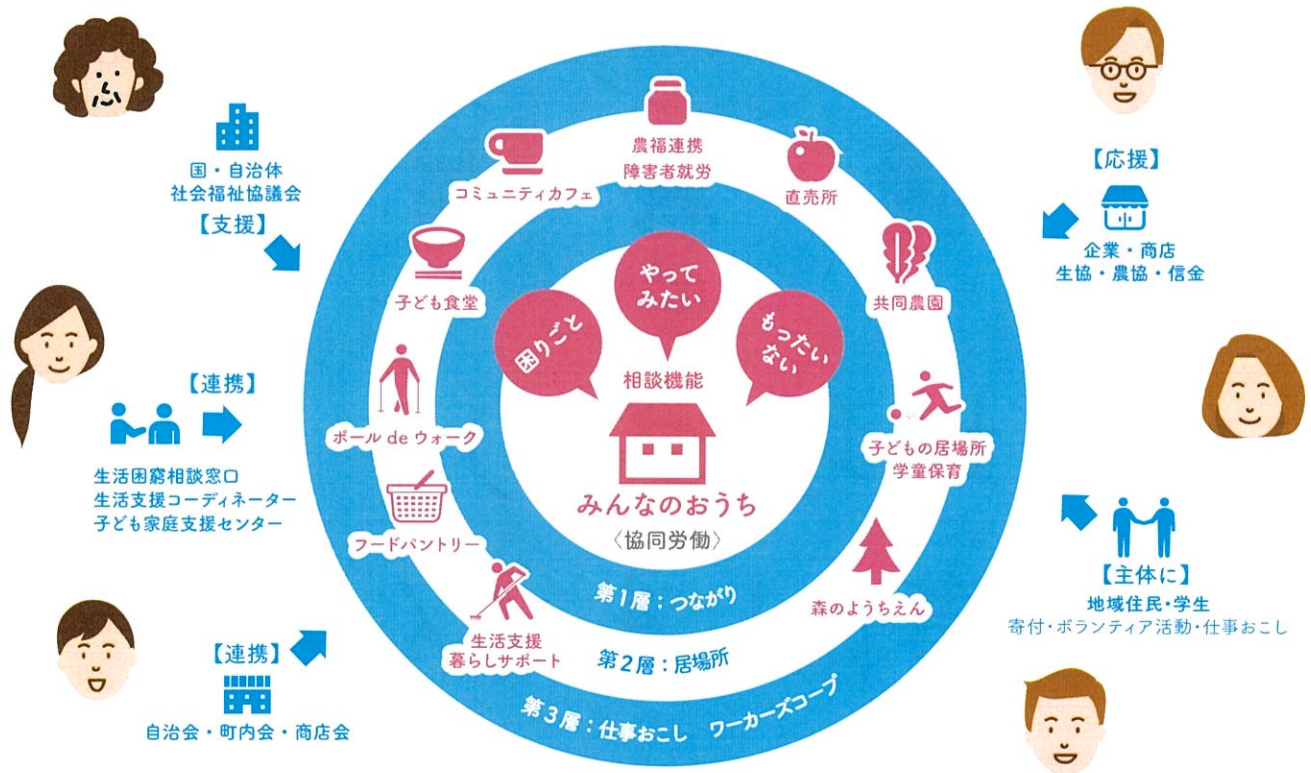 国・自治体
社会福祉協議会
【支援】
【連携】
生活困窮相談窓口
生活支援コーディネーター
子ども家庭支援センター
【連携】
自治会・町内会・商店会
農福連携
障害者就労
コミュニティカフェ
直売所
子ども食堂
共同農園
ポール de ウォーク
子どもの居場所
学童保育
フードパントリー
森のようちえん
生活支援
暮らしサポート
困りごと
やって
みたい
もったい
ない
相談機能
みんなのおうち
〈協同労働〉
第1層：つながり
第2層：居場所
第3層：仕事おこし ワーカーズコープ
【応援】
企業・商店
生協・農協・信金
【主体に】
地域住民・学生
寄付・ボランティア活動・仕事おこし